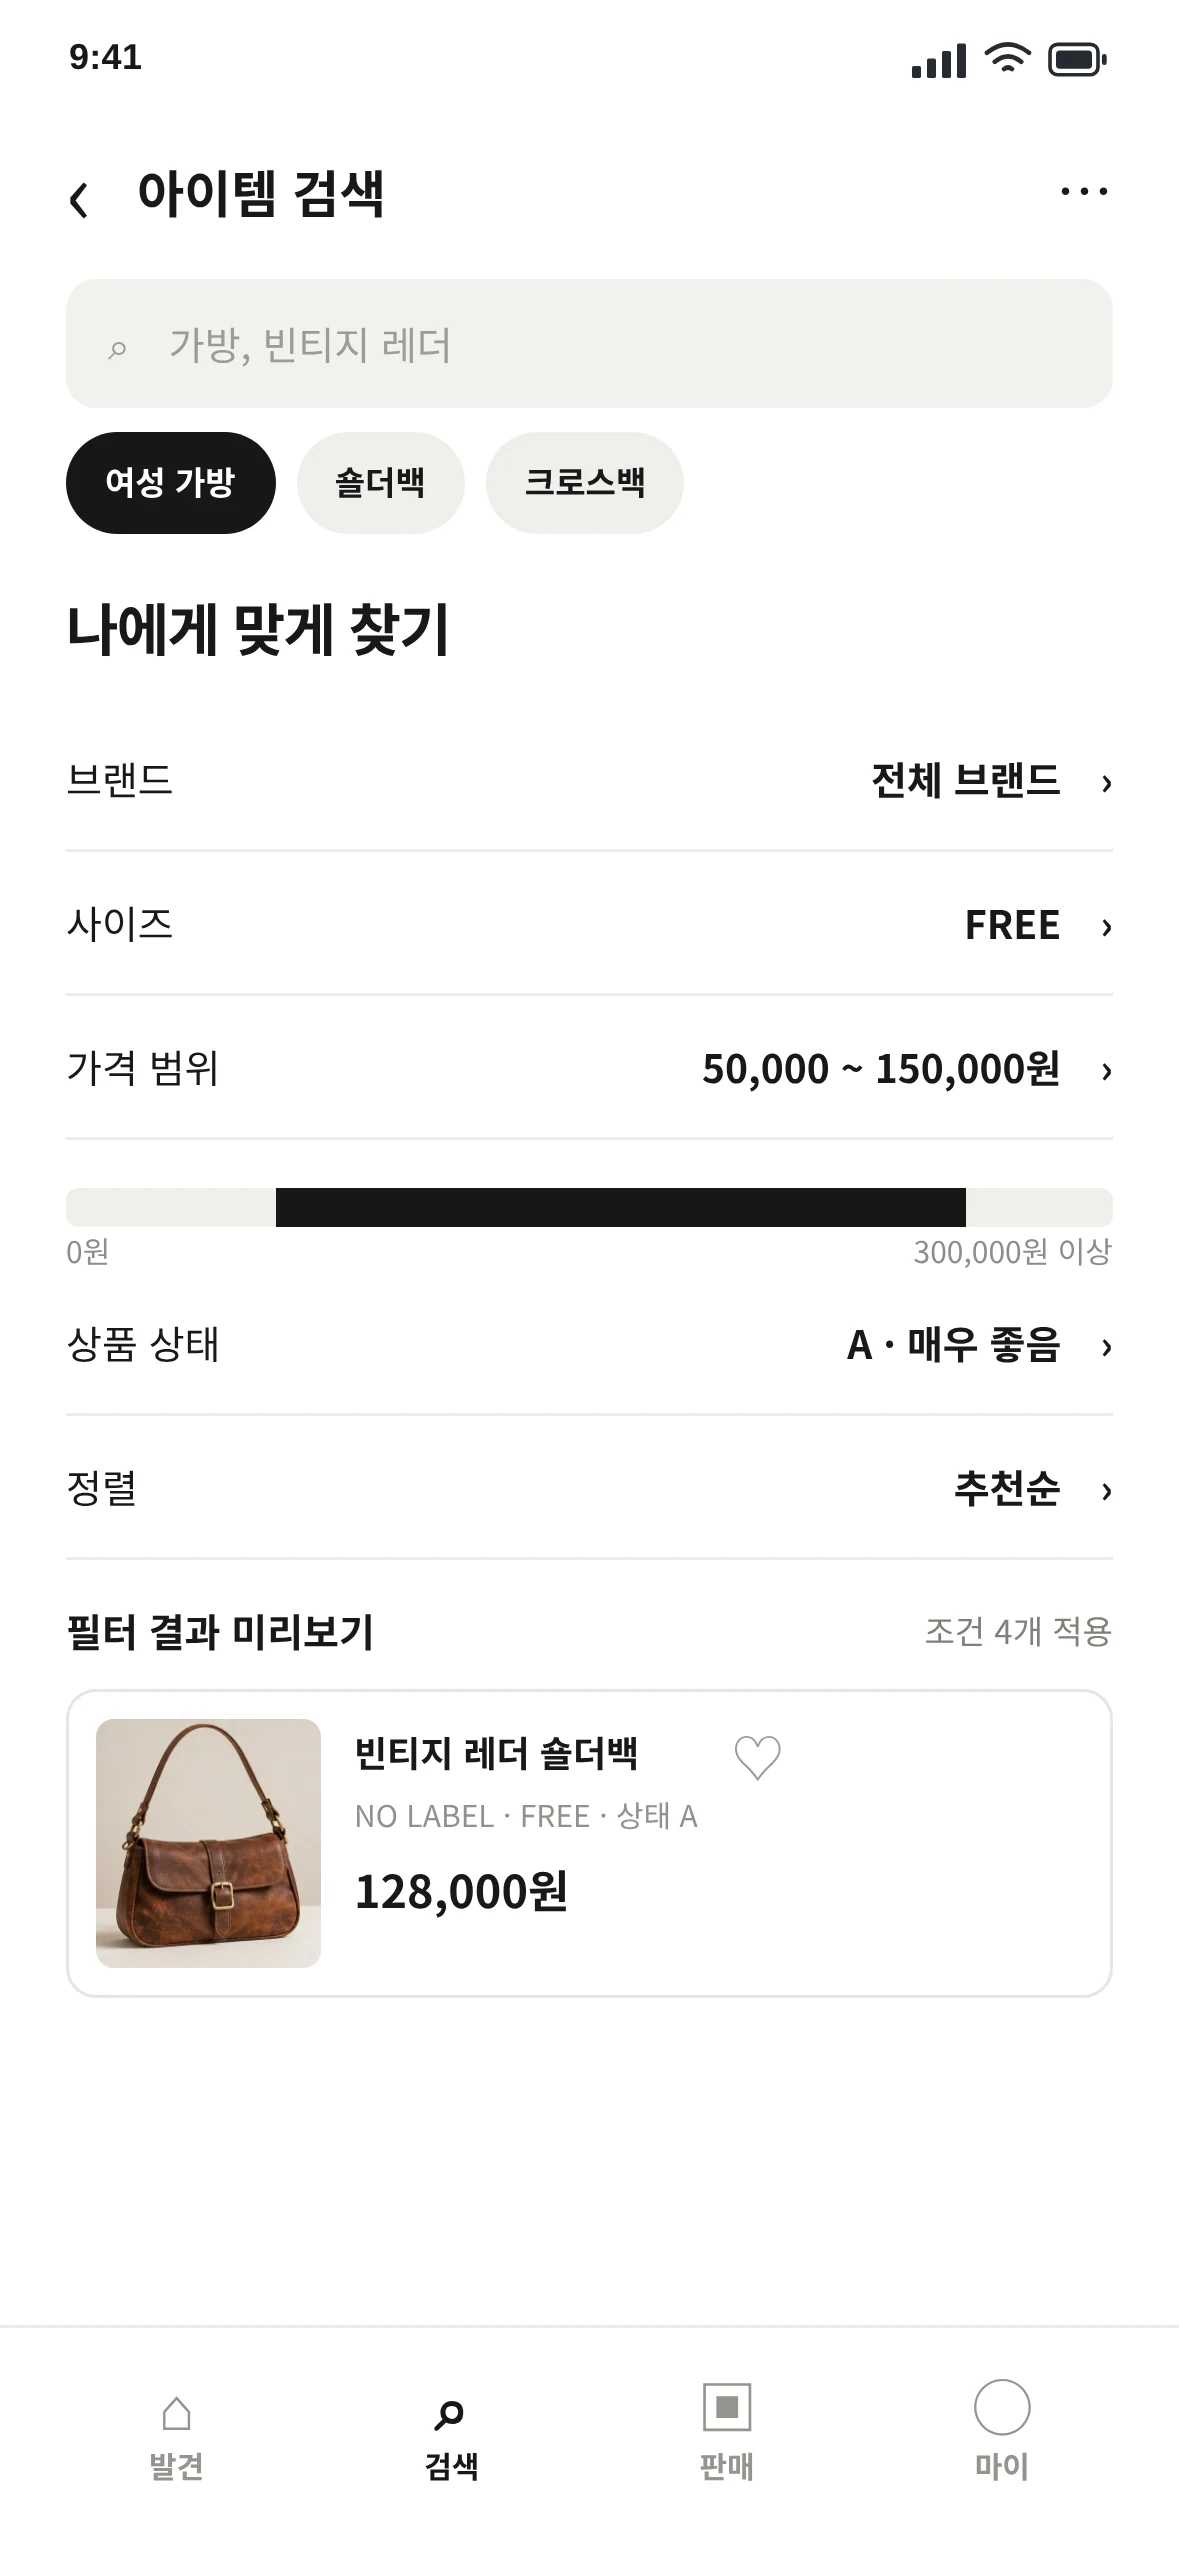 9:41
아이템 검색
가방, 빈티지 레더
여성 가방 숄더백 크로스백
나에게 맞게 찾기
브랜드 전체 브랜드
사이즈 FREE
가격 범위 50,000 ~ 150,000원
0원 300,000원 이상
상품 상태 A · 매우 좋음
정렬 추천순
필터 결과 미리보기 조건 4개 적용
빈티지 레더 숄더백
NO LABEL · FREE · 상태 A
128,000원
발견 검색 판매 마이